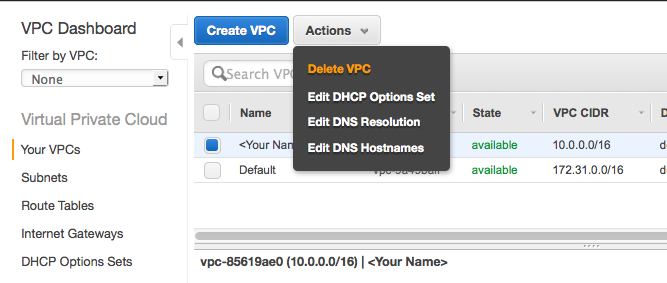 VPC Dashboard
Filter by VPC:
None
Virtual Private Cloud
Your VPCs
Subnets
Route Tables
Internet Gateways
DHCP Options Sets
Create VPC Actions
Search VPC
Delete VPC
Edit DHCP Options Set
Edit DNS Resolution
Edit DNS Hostnames
Name State VPC CIDR
<Your Nam available 10.0.0.0/16
Default available 172.31.0.0/16
vpc-85619ae0 (10.0.0.0/16) | <Your Name>